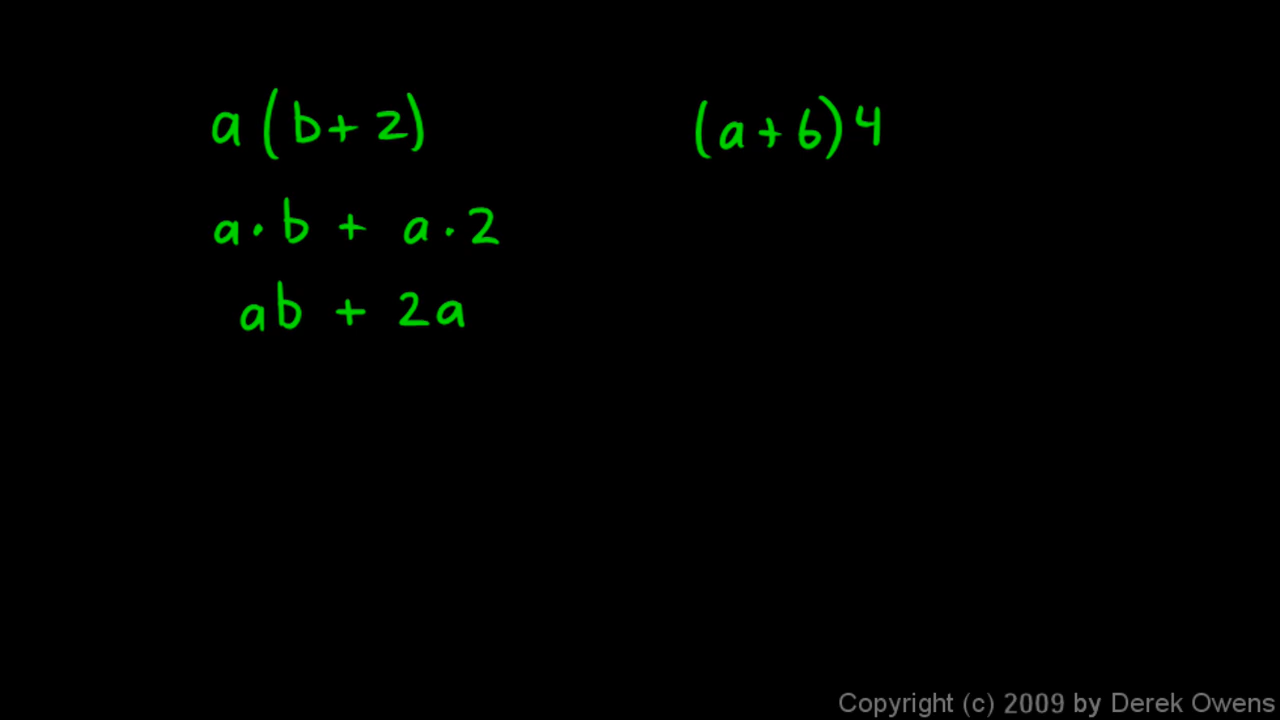 a (b + 2)
a · b + a · 2
ab + 2a
(a + 6) 4
Copyright (c) 2009 by Derek Owens